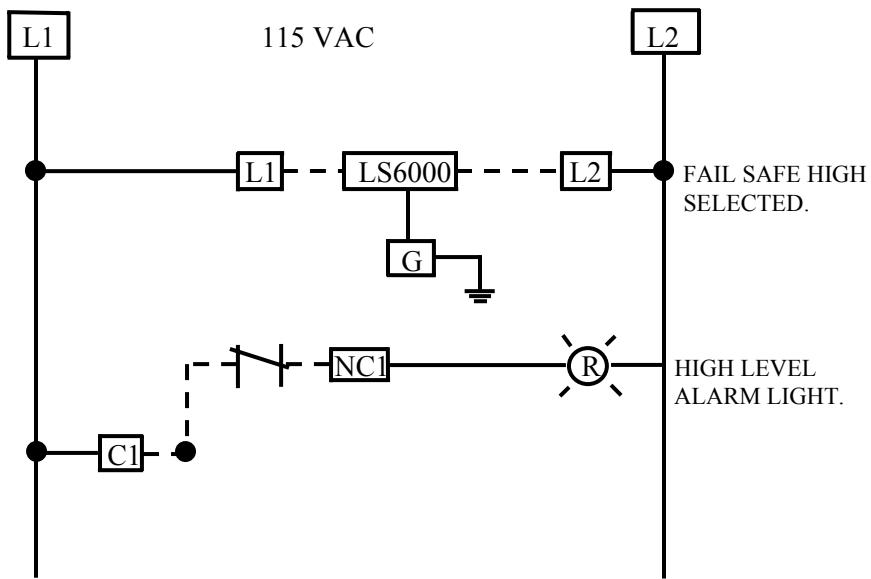 L1 115 VAC L2
L1 LS6000 L2 FAIL SAFE HIGH
SELECTED.
G
NC1 R HIGH LEVEL
ALARM LIGHT.
C1